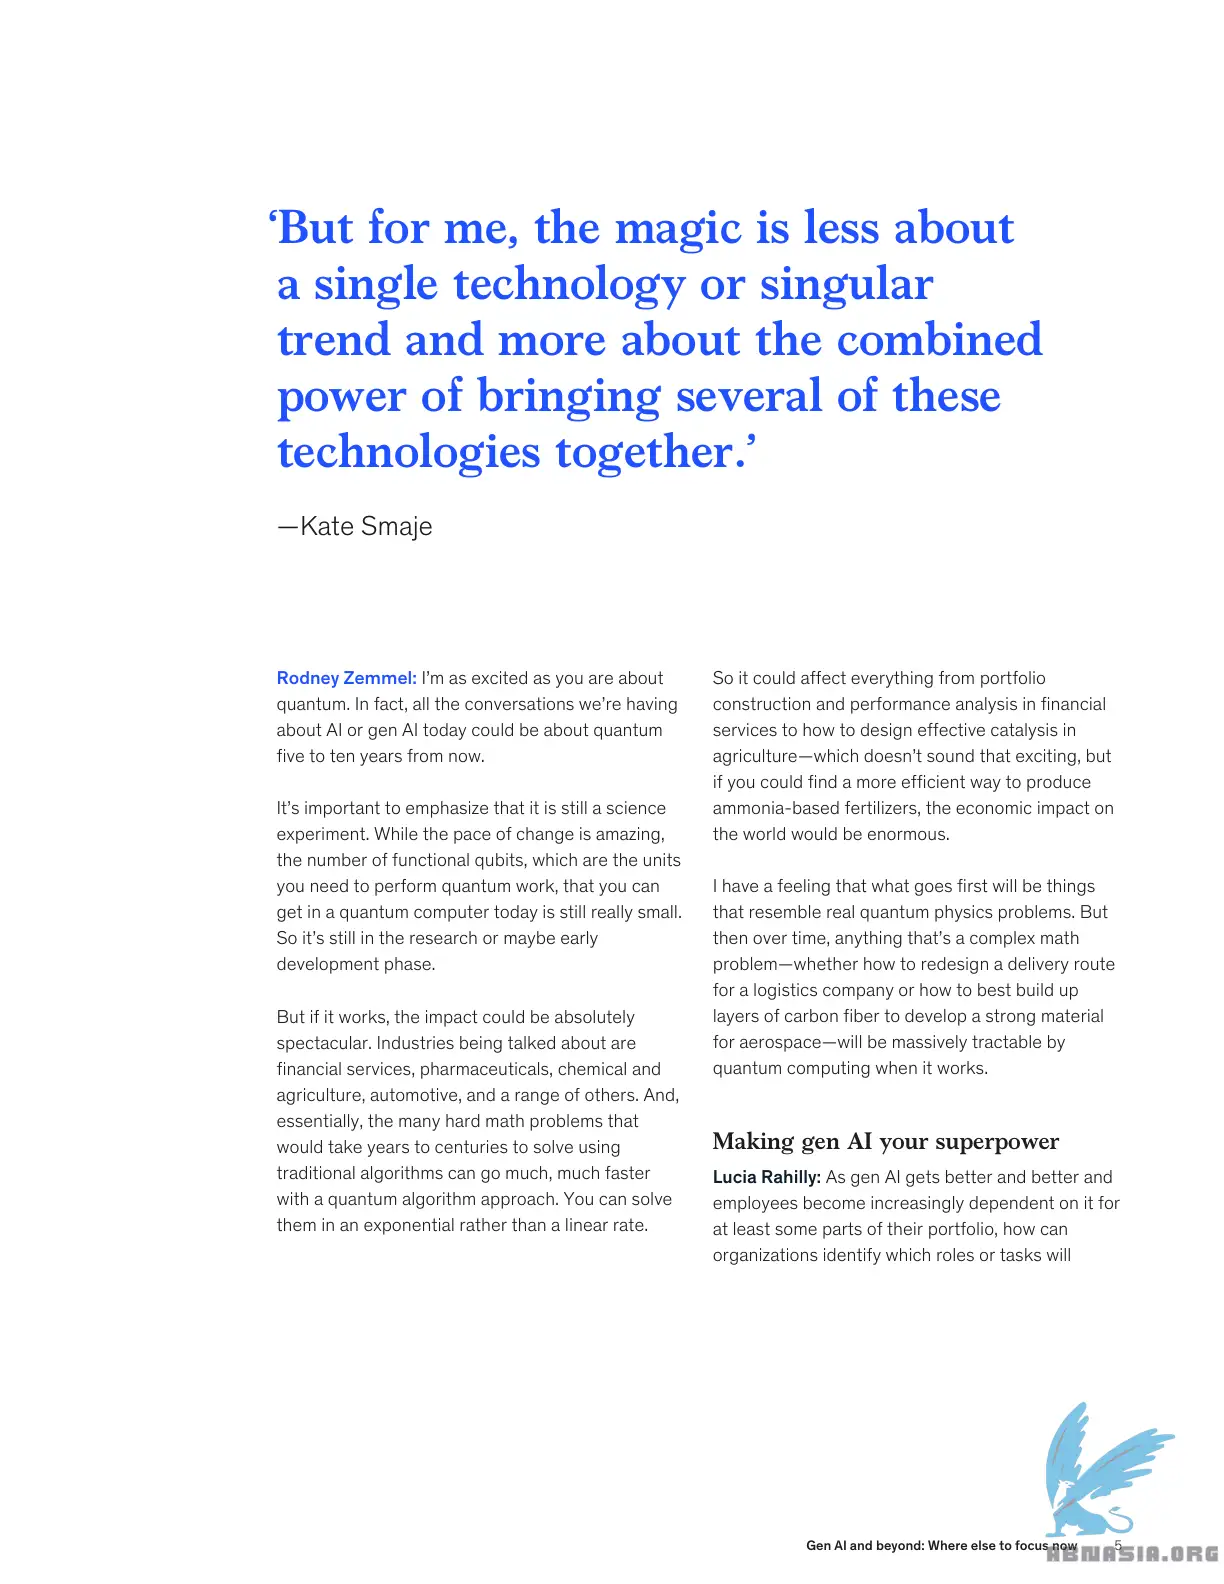 ‘But for me, the magic is less about
a single technology or singular
trend and more about the combined
power of bringing several of these
technologies together.’
—Kate Smaje
Rodney Zemmel: I’m as excited as you are about
quantum. In fact, all the conversations we’re having
about AI or gen AI today could be about quantum
five to ten years from now.
It’s important to emphasize that it is still a science
experiment. While the pace of change is amazing,
the number of functional qubits, which are the units
you need to perform quantum work, that you can
get in a quantum computer today is still really small.
So it’s still in the research or maybe early
development phase.
But if it works, the impact could be absolutely
spectacular. Industries being talked about are
financial services, pharmaceuticals, chemical and
agriculture, automotive, and a range of others. And,
essentially, the many hard math problems that
would take years to centuries to solve using
traditional algorithms can go much, much faster
with a quantum algorithm approach. You can solve
them in an exponential rather than a linear rate.
So it could affect everything from portfolio
construction and performance analysis in financial
services to how to design effective catalysis in
agriculture—which doesn’t sound that exciting, but
if you could find a more efficient way to produce
ammonia-based fertilizers, the economic impact on
the world would be enormous.
I have a feeling that what goes first will be things
that resemble real quantum physics problems. But
then over time, anything that’s a complex math
problem—whether how to redesign a delivery route
for a logistics company or how to best build up
layers of carbon fiber to develop a strong material
for aerospace—will be massively tractable by
quantum computing when it works.
Making gen AI your superpower
Lucia Rahilly: As gen AI gets better and better and
employees become increasingly dependent on it for
at least some parts of their portfolio, how can
organizations identify which roles or tasks will
Gen AI and beyond: Where else to focus now 5
ABNASIA.ORG